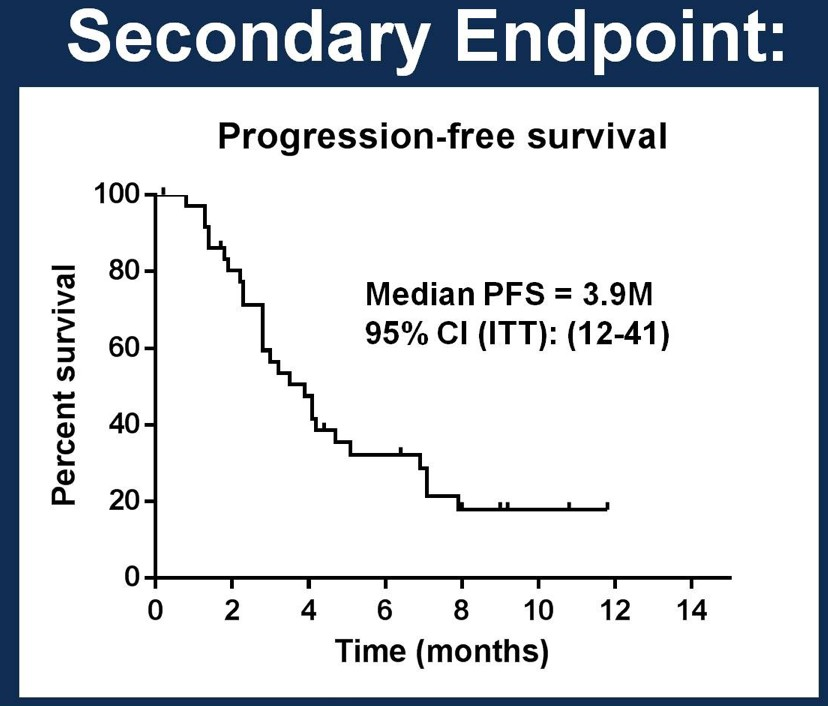 Secondary Endpoint:
Progression-free survival
Median PFS = 3.9M
95% CI (ITT): (12-41)
Percent survival
100
80
60
40
20
0
0 2 4 6 8 10 12 14
Time (months)